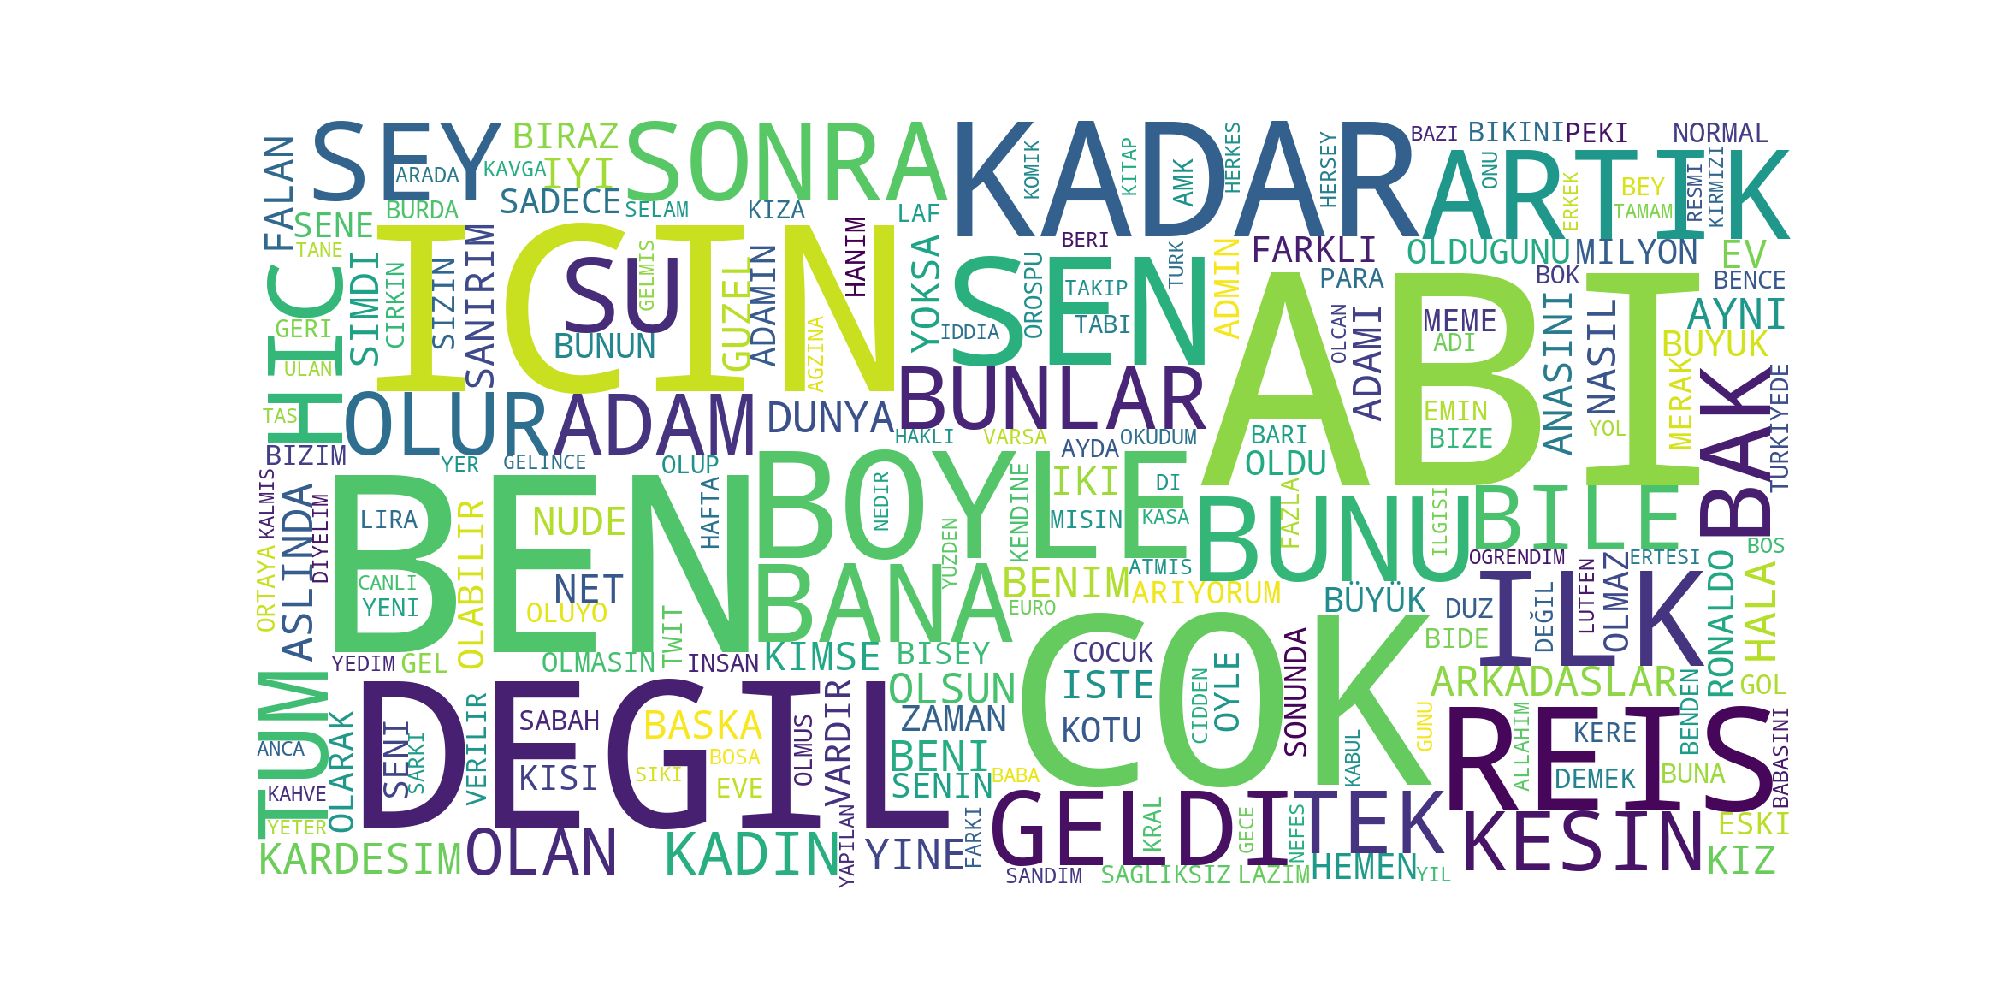 SEY
SONRA
KADAR
ARTIK
FALAN
BIRAZ
IYI
ARADA
KAVGA
SADECE
SELAM
KIZA
BURDA
SENE
TANE
LAF
KOMIK
KITAP
AMK
HERKES
HERSEY
BAZI
BIKINI
PEKI
NORMAL
ONU
ERKEK
BEY
TAMAM
RESMI
KIRMIZI
HIC
SIMDI
CIRKIN
SIZIN
SANIRIM
ICIN
SU
BUNUN
GELMIS
GUZEL
ADAMIN
HANIM
AGZINA
YOKSA
IDDIA
SEN
OROSPU
BERI
TAKIP
TABI
TURK
ADMIN
FARKLI
PARA
OLDUGUNU
MILYON
EV
BOK
BENCE
AYNI
GERI
ULAN
TAS
BIZIM
OLUR
ADAM
DUNYA
BUNLAR
ABI
OLCAN
ADAMI
MEME
ADI
EMIN
BIZE
ANASINI
NASIL
YOL
BUYUK
MERAK
BAK
TURKIYEDE
HAKLI
VARSA
AYDA
OKUDUM
BARI
OLDU
YER
GELINCE
OLUP
KALMIS
DIYELIM
ASLINDA
ORTAYA
BEN
LIRA
CANLI
YENI
OLABILIR
NUDE
NET
OLUYO
HAFTA
TWIT
BOYLE
NEDIR
BANA
YUZDEN
KENDINE
IKI
MISIN
DI
KASA
ATMIS
BENIM
EURO
ARIYORUM
BUNU
FAZLA
ILGISI
BILE
OGRENDIM
ERTESI
BOS
ILK
DEĞIL
LUTFEN
OLMAZ
RONALDO
HALA
GOL
BÜYÜK
DUZ
BIDE
YEDIM
GEL
OLMASIN
INSAN
KIMSE
BISEY
OLSUN
ZAMAN
BENI
SENIN
BABA
COK
COCUK
ISTE
KOTU
CIDDEN
OYLE
SONUNDA
KABUL
GUNU
ARKADASLAR
REIS
ALLAHIM
KERE
DEMEK
BENDEN
BUNA
BABASINI
ESKI
TUM
ANCA
KAHVE
YETER
OLARAK
SENI
SARKI
DEGIL
VERILIR
SABAH
KISI
BASKA
BOSA
SIKI
EVE
OLMUS
VARDIR
YAPILAN
KARDESIM
OLAN
KADIN
YINE
FARKI
GELDI
SANDIM
KRAL
SAGLIKSIZ
GECE
LAZIM
NEFES
TEK
HEMEN
YIL
KESIN
KIZ